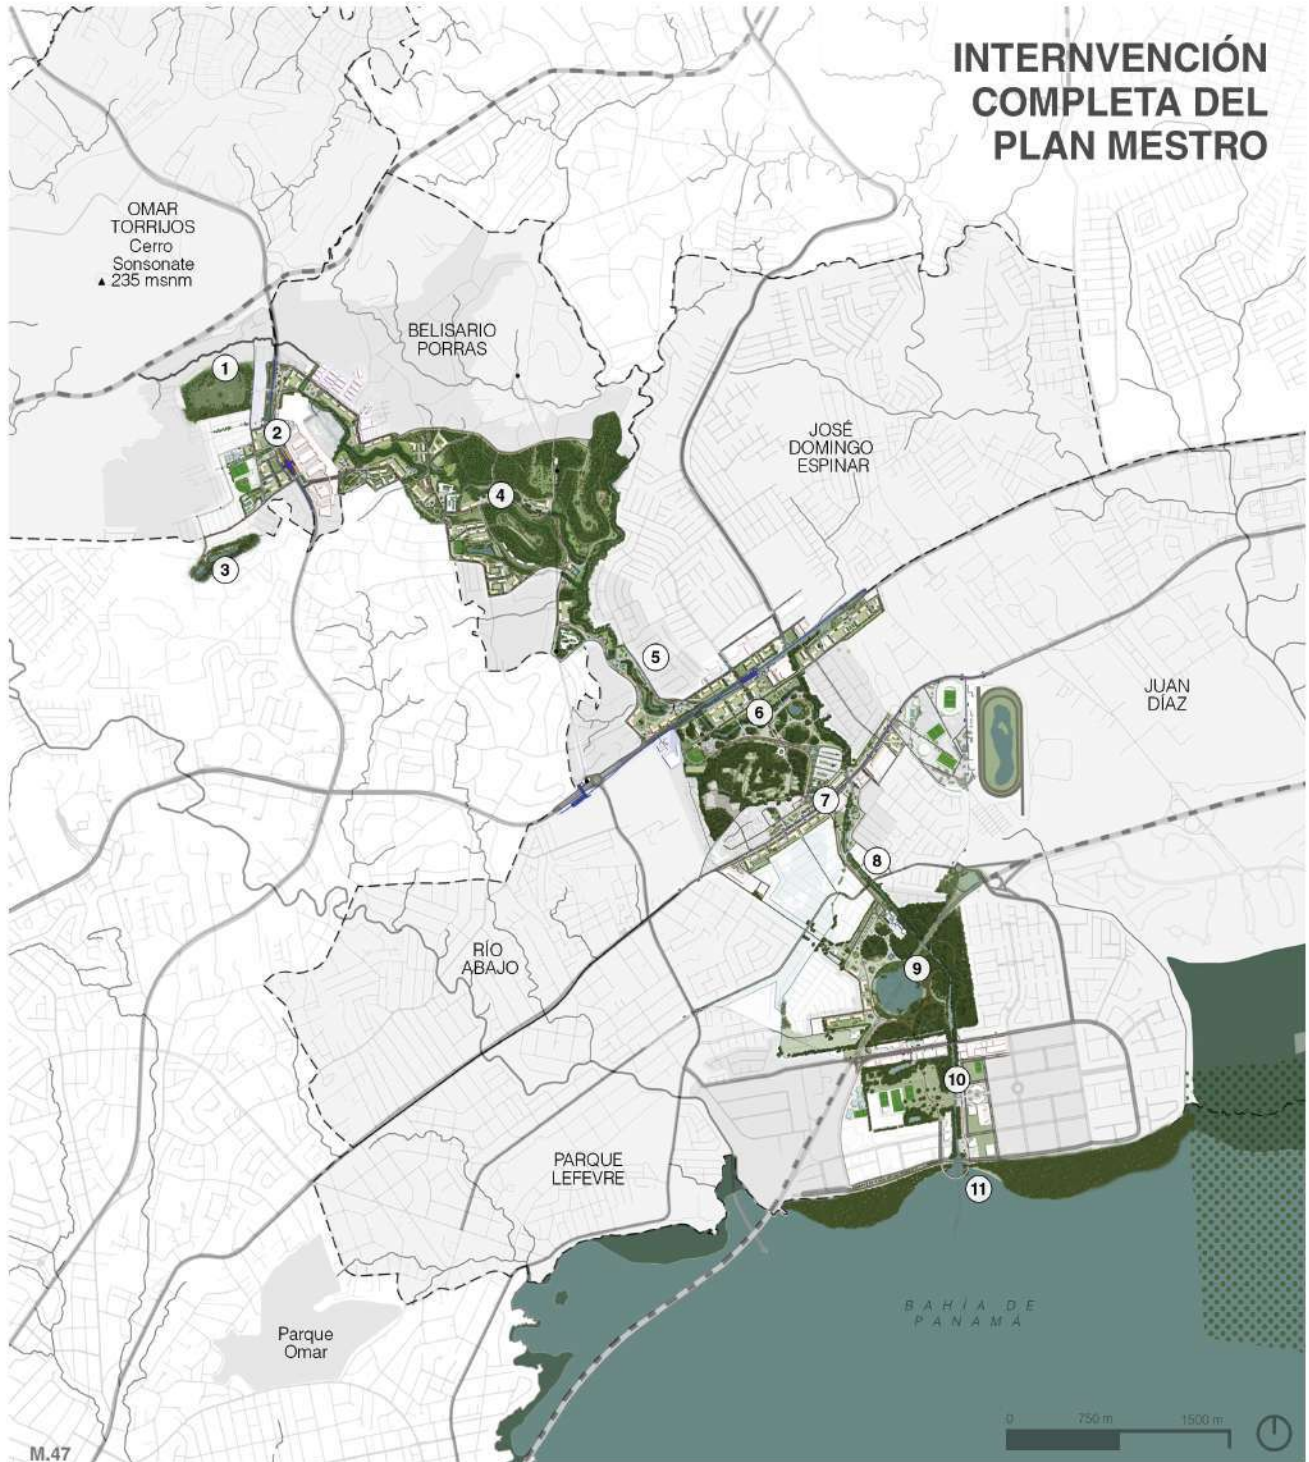 INTERNVENCIÓN
COMPLETA DEL
PLAN MESTRO
OMAR
TORRIJOS
Cerro
Sonsonate
▲ 235 msnm
BELISARIO
PORRAS
1
2
JOSÉ
DOMINGO
ESPINAR
4
3
5
JUAN
DÍAZ
6
7
8
RÍO
ABAJO
9
10
PARQUE
LEFEVRE
11
BAHÍA DE
PANAMÁ
Parque
Omar
0 750 m 1500 m
M.47